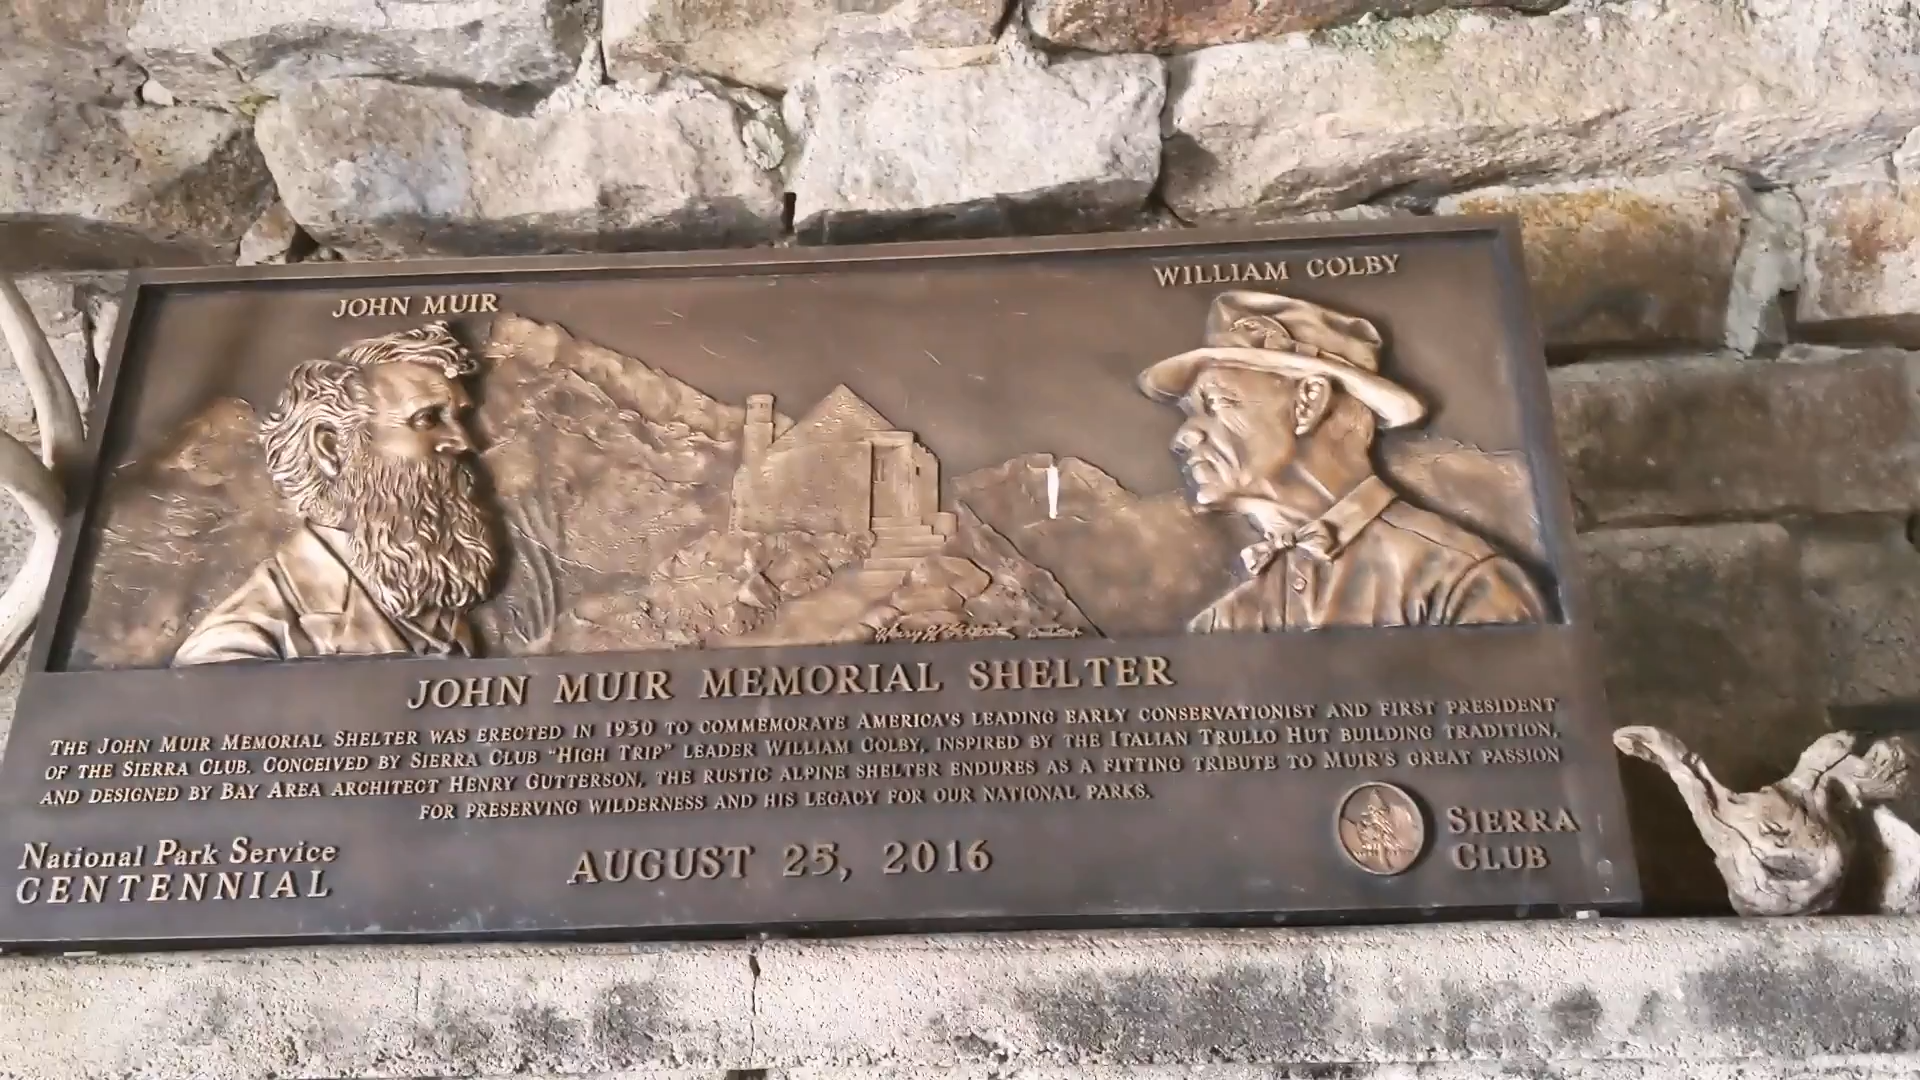 JOHN MUIR
WILLIAM COLBY
JOHN MUIR MEMORIAL SHELTER
THE JOHN MUIR MEMORIAL SHELTER WAS ERECTED IN 1930 TO COMMEMORATE AMERICA'S LEADING EARLY CONSERVATIONIST AND FIRST PRESIDENT
OF THE SIERRA CLUB. CONCEIVED BY SIERRA CLUB "HIGH TRIP" LEADER WILLIAM COLBY, INSPIRED BY THE ITALIAN TRULLO HUT BUILDING TRADITION,
AND DESIGNED BY BAY AREA ARCHITECT HENRY GUTTERSON, THE RUSTIC ALPINE SHELTER ENDURES AS A FITTING TRIBUTE TO MUIR'S GREAT PASSION
FOR PRESERVING WILDERNESS AND HIS LEGACY FOR OUR NATIONAL PARKS.
National Park Service
CENTENNIAL
AUGUST 25, 2016
SIERRA
CLUB